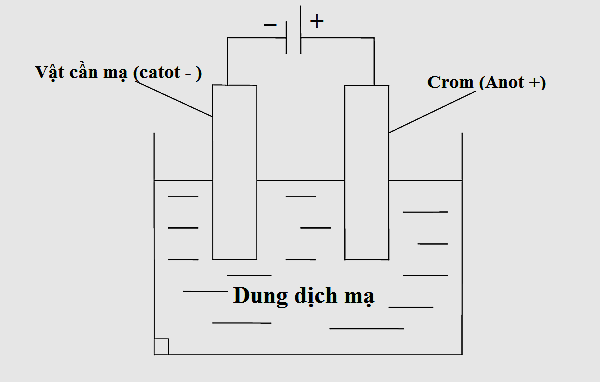 − +
Vật cần mạ (catot - )
Crom (Anot +)
Dung dịch mạ